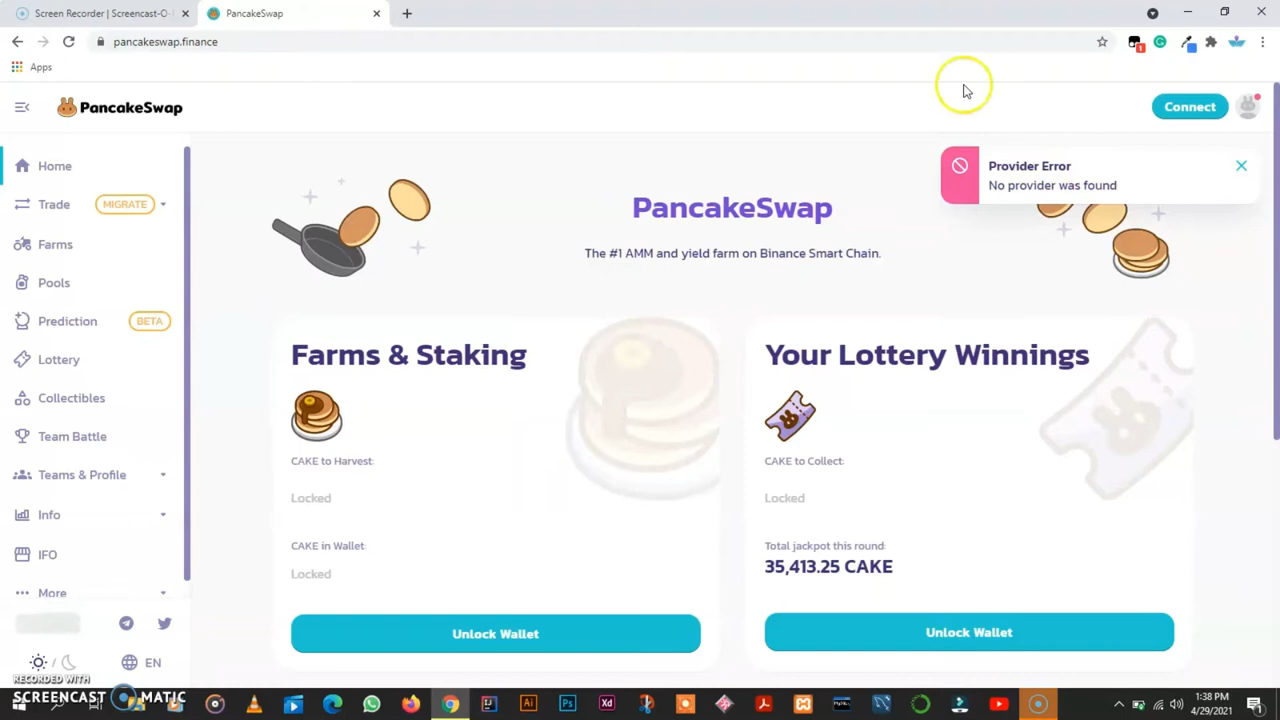 Screen Recorder | Screencast-O-
PancakeSwap
pancakeswap.finance
1
Apps
PancakeSwap
Connect
Provider Error
No provider was found
Home
Trade
MIGRATE
Farms
Pools
Prediction
BETA
Lottery
Collectibles
Team Battle
Teams & Profile
Info
IFO
More
EN
PancakeSwap
The #1 AMM and yield farm on Binance Smart Chain.
Farms & Staking
CAKE to Harvest:
Locked
CAKE in Wallet:
Locked
Unlock Wallet
Your Lottery Winnings
CAKE to Collect:
Locked
Total jackpot this round:
35,413.25 CAKE
Unlock Wallet
RECORDED WITH
SCREENCAST MATIC
Ai
Ps
Xd
1:38 PM
4/29/2021